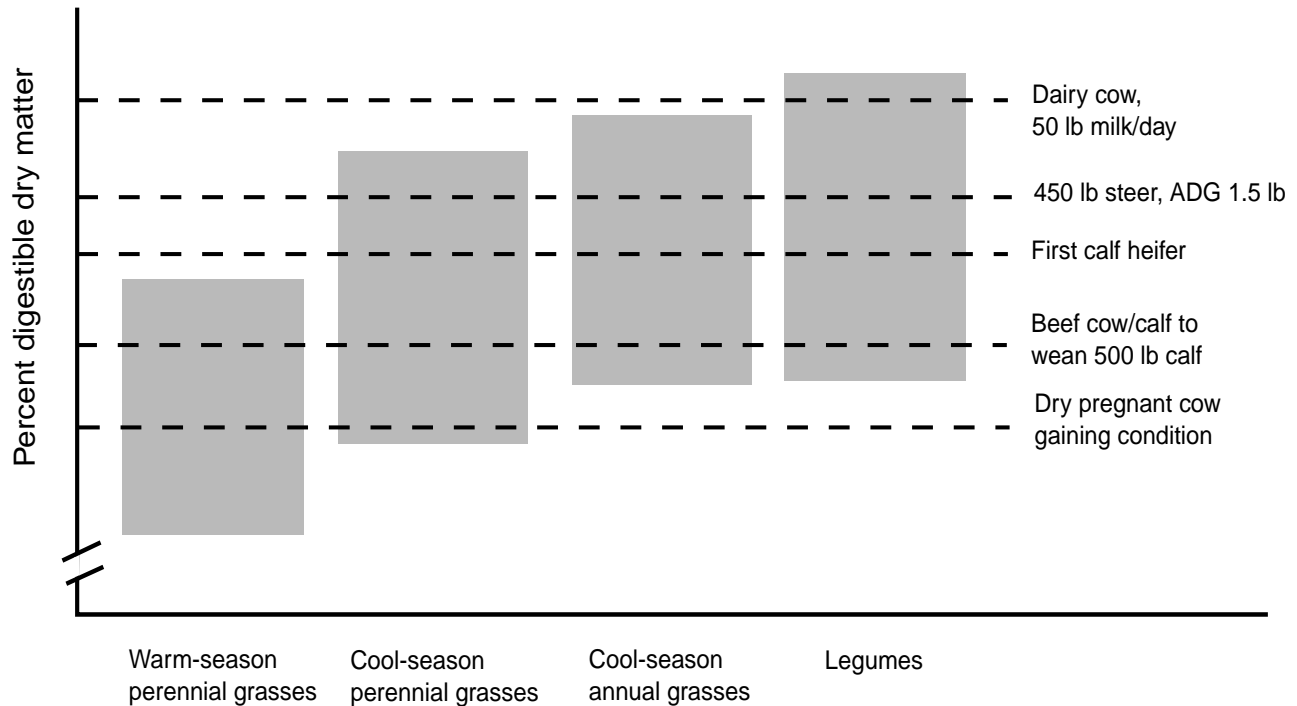 Percent digestible dry matter
Dairy cow,
50 lb milk/day
450 lb steer, ADG 1.5 lb
First calf heifer
Beef cow/calf to
wean 500 lb calf
Dry pregnant cow
gaining condition
Warm-season
perennial grasses
Cool-season
perennial grasses
Cool-season
annual grasses
Legumes